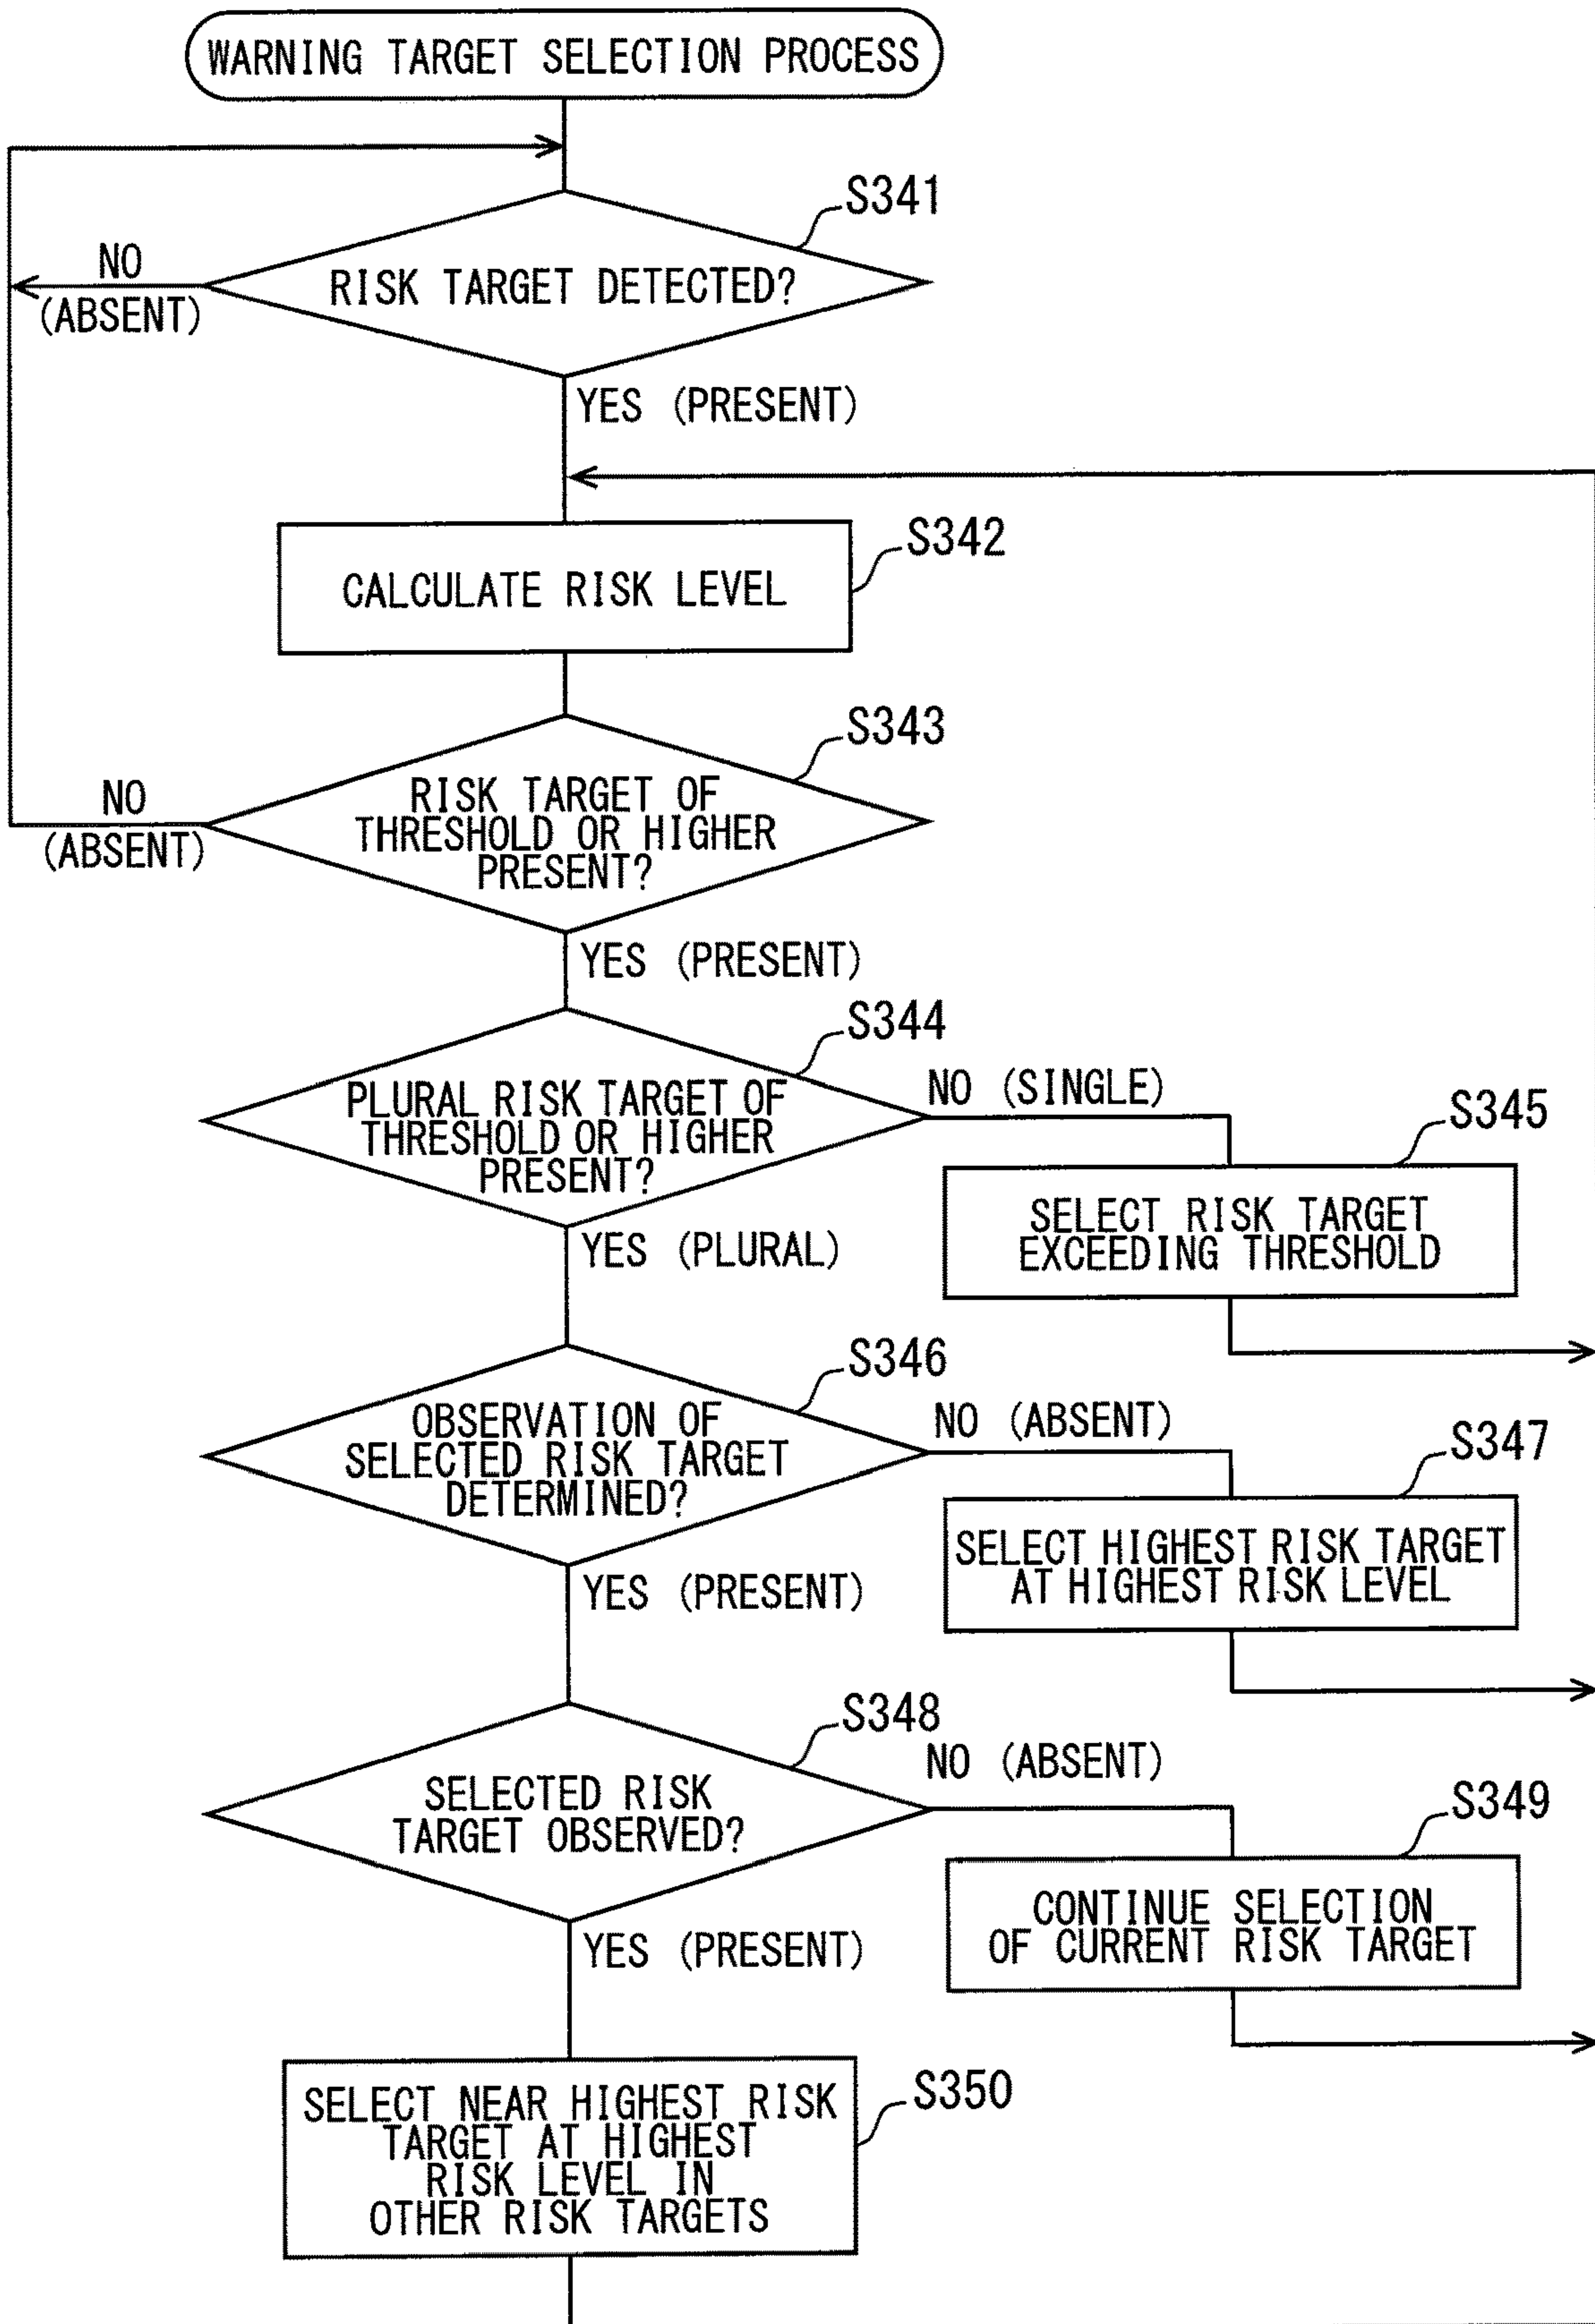 WARNING TARGET SELECTION PROCESS
S341
NO
(ABSENT)
RISK TARGET DETECTED?
YES (PRESENT)
S342
CALCULATE RISK LEVEL
S343
NO
(ABSENT)
RISK TARGET OF
THRESHOLD OR HIGHER
PRESENT?
YES (PRESENT)
S344
PLURAL RISK TARGET OF
THRESHOLD OR HIGHER
PRESENT?
NO (SINGLE)
S345
SELECT RISK TARGET
EXCEEDING THRESHOLD
YES (PLURAL)
S346
OBSERVATION OF
SELECTED RISK TARGET
DETERMINED?
NO (ABSENT)
S347
SELECT HIGHEST RISK TARGET
AT HIGHEST RISK LEVEL
YES (PRESENT)
S348
SELECTED RISK
TARGET OBSERVED?
NO (ABSENT)
S349
CONTINUE SELECTION
OF CURRENT RISK TARGET
YES (PRESENT)
S350
SELECT NEAR HIGHEST RISK
TARGET AT HIGHEST
RISK LEVEL IN
OTHER RISK TARGETS